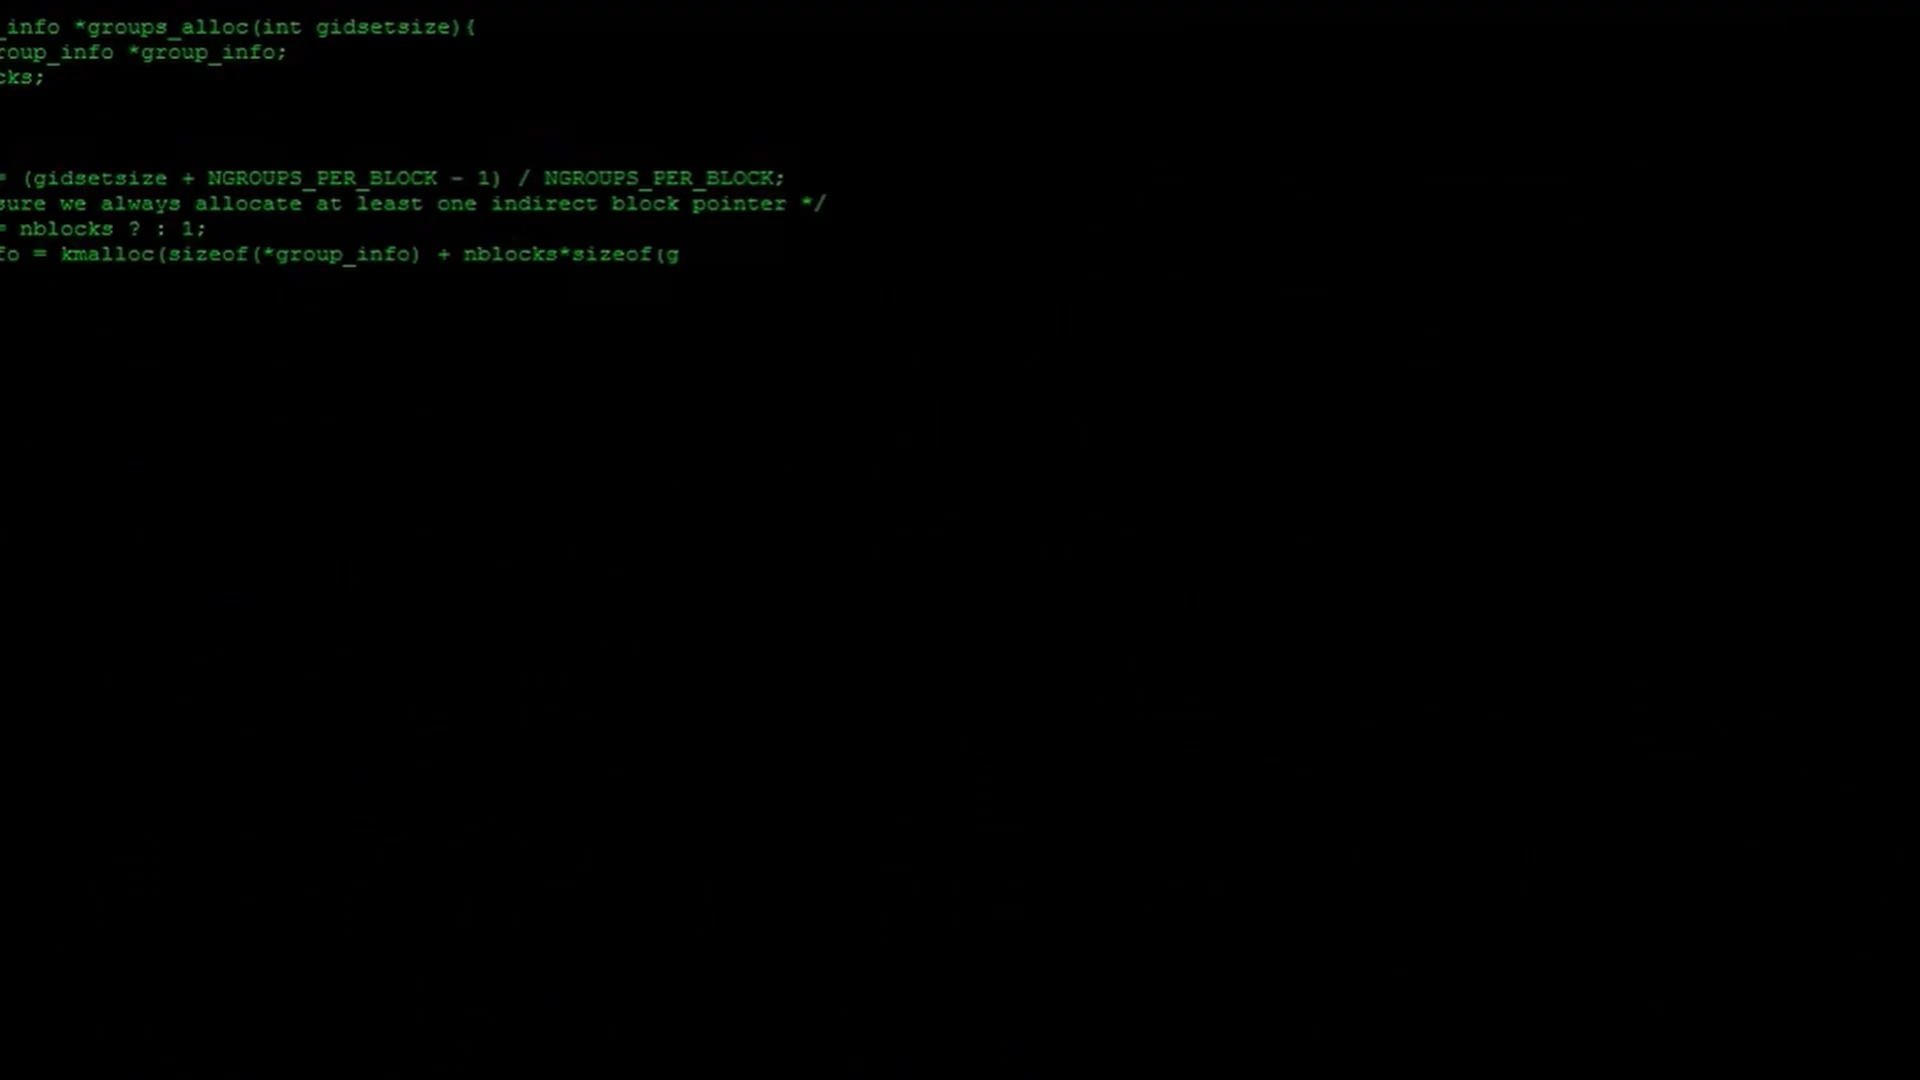 _info *groups_alloc(int gidsetsize){
roup_info *group_info;
cks;
= (gidsetsize + NGROUPS_PER_BLOCK - 1) / NGROUPS_PER_BLOCK;
sure we always allocate at least one indirect block pointer */
= nblocks ? : 1;
fo = kmalloc(sizeof(*group_info) + nblocks*sizeof(g